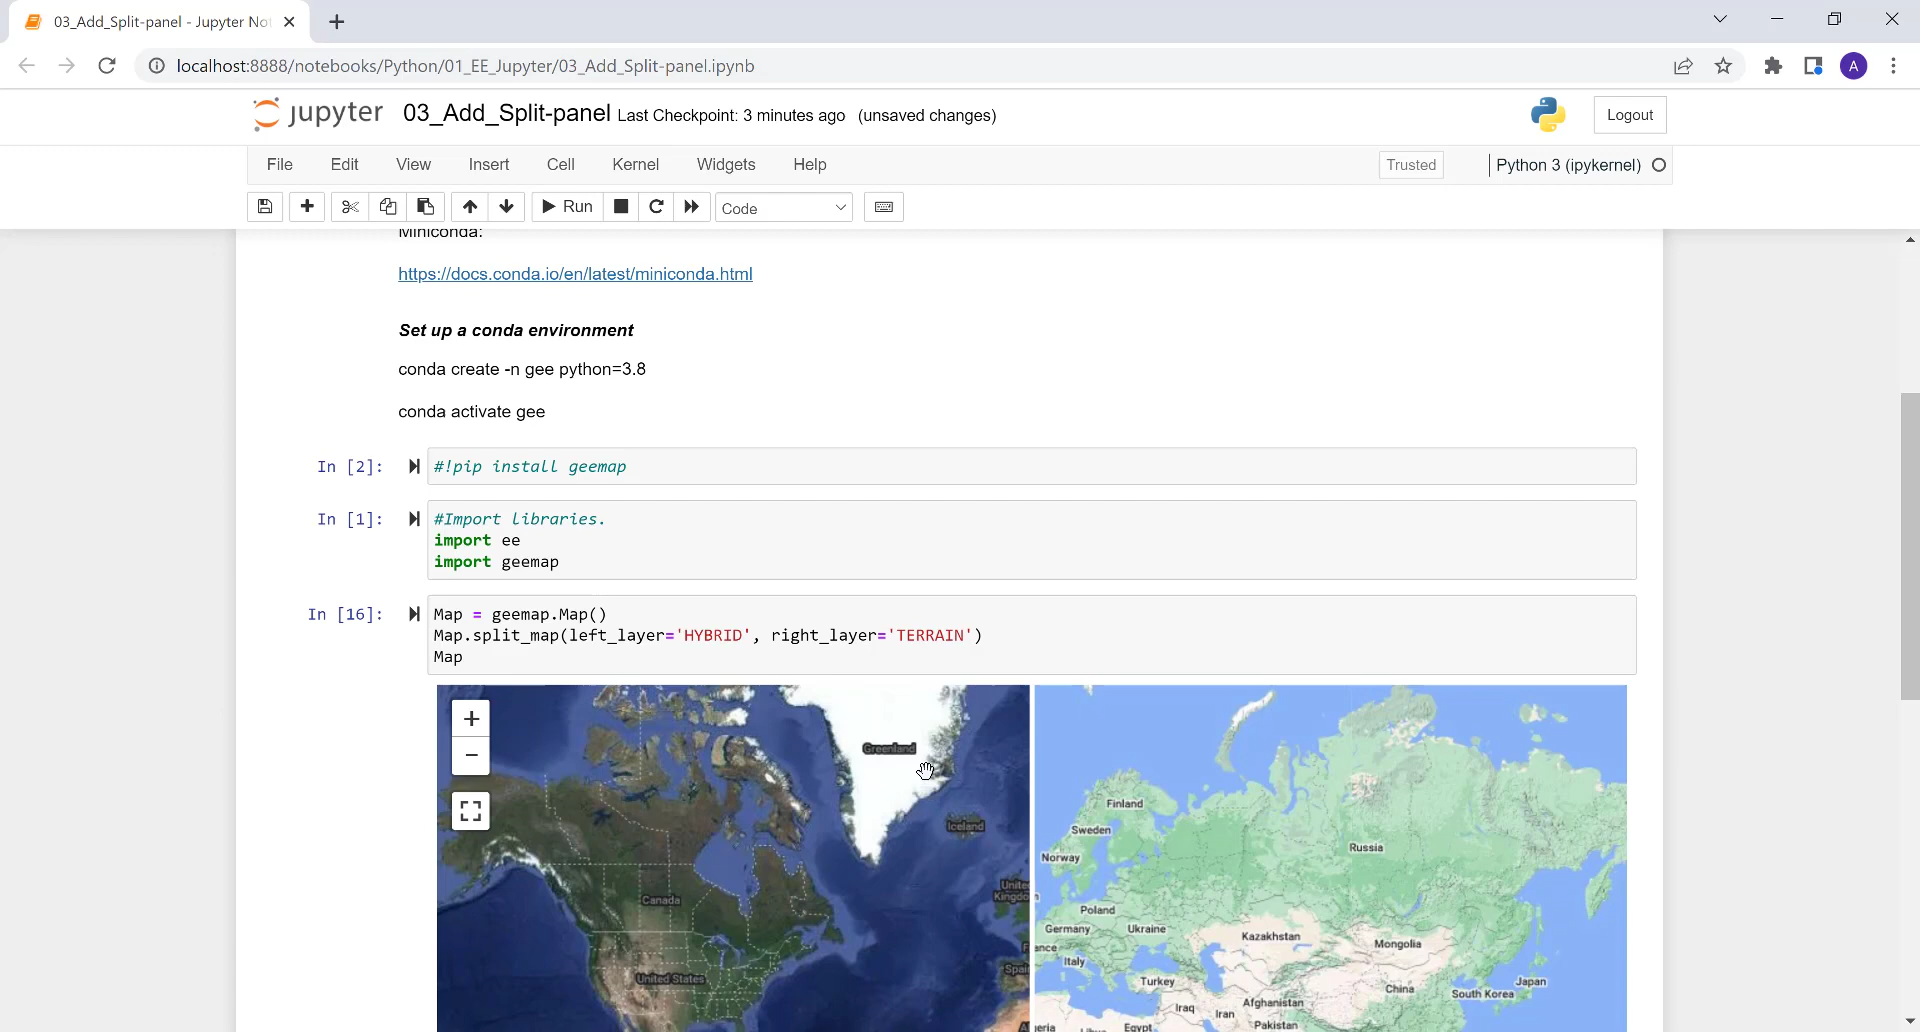 03_Add_Split-panel - Jupyter Not
localhost:8888/notebooks/Python/01_EE_Jupyter/03_Add_Split-panel.ipynb
A
jupyter 03_Add_Split-panel Last Checkpoint: 3 minutes ago (unsaved changes)
Logout
File Edit View Insert Cell Kernel Widgets Help
Trusted
Python 3 (ipykernel)
Run
Code
Miniconda:
https://docs.conda.io/en/latest/miniconda.html
Set up a conda environment
conda create -n gee python=3.8
conda activate gee
In [2]: #!pip install geemap
In [1]: #Import libraries.
import ee
import geemap
In [16]: Map = geemap.Map()
Map.split_map(left_layer='HYBRID', right_layer='TERRAIN')
Map
+
−
Greenland
Iceland
Canada
United
Kingdo
United States
Spai
Finland
Sweden
Norway
Russia
Poland
Germany
Ukraine
ance
Kazakhstan
Mongolia
Italy
Turkey
Japan
China
South Korea
Iraq
Iran
Afghanistan
Pakistan
Egypt